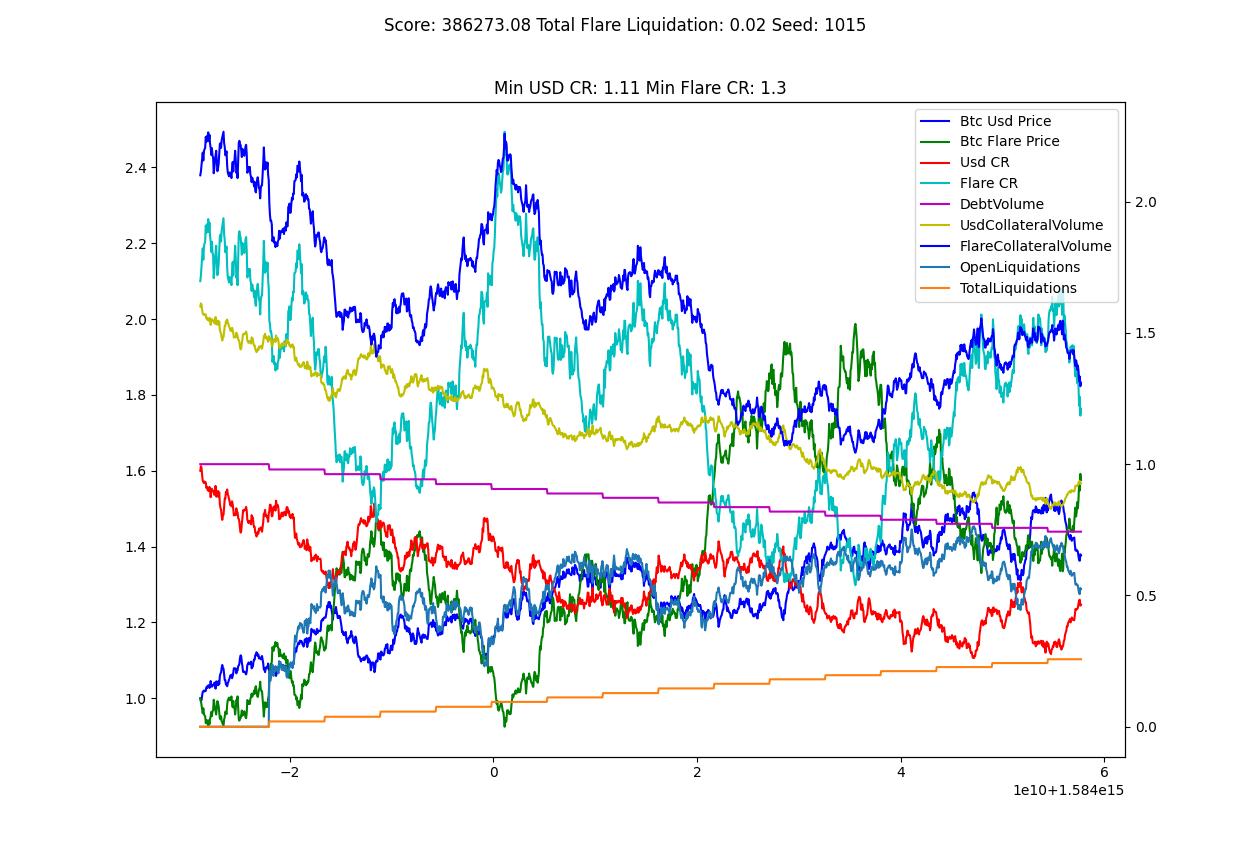 Score: 386273.08 Total Flare Liquidation: 0.02 Seed: 1015
Min USD CR: 1.11 Min Flare CR: 1.3
Btc Usd Price
Btc Flare Price
Usd CR
Flare CR
DebtVolume
UsdCollateralVolume
FlareCollateralVolume
OpenLiquidations
TotalLiquidations
2.4
2.2
2.0
1.8
1.6
1.4
1.2
1.0
2.0
1.5
1.0
0.5
0.0
−2 0 2 4 6
1e10+1.584e15